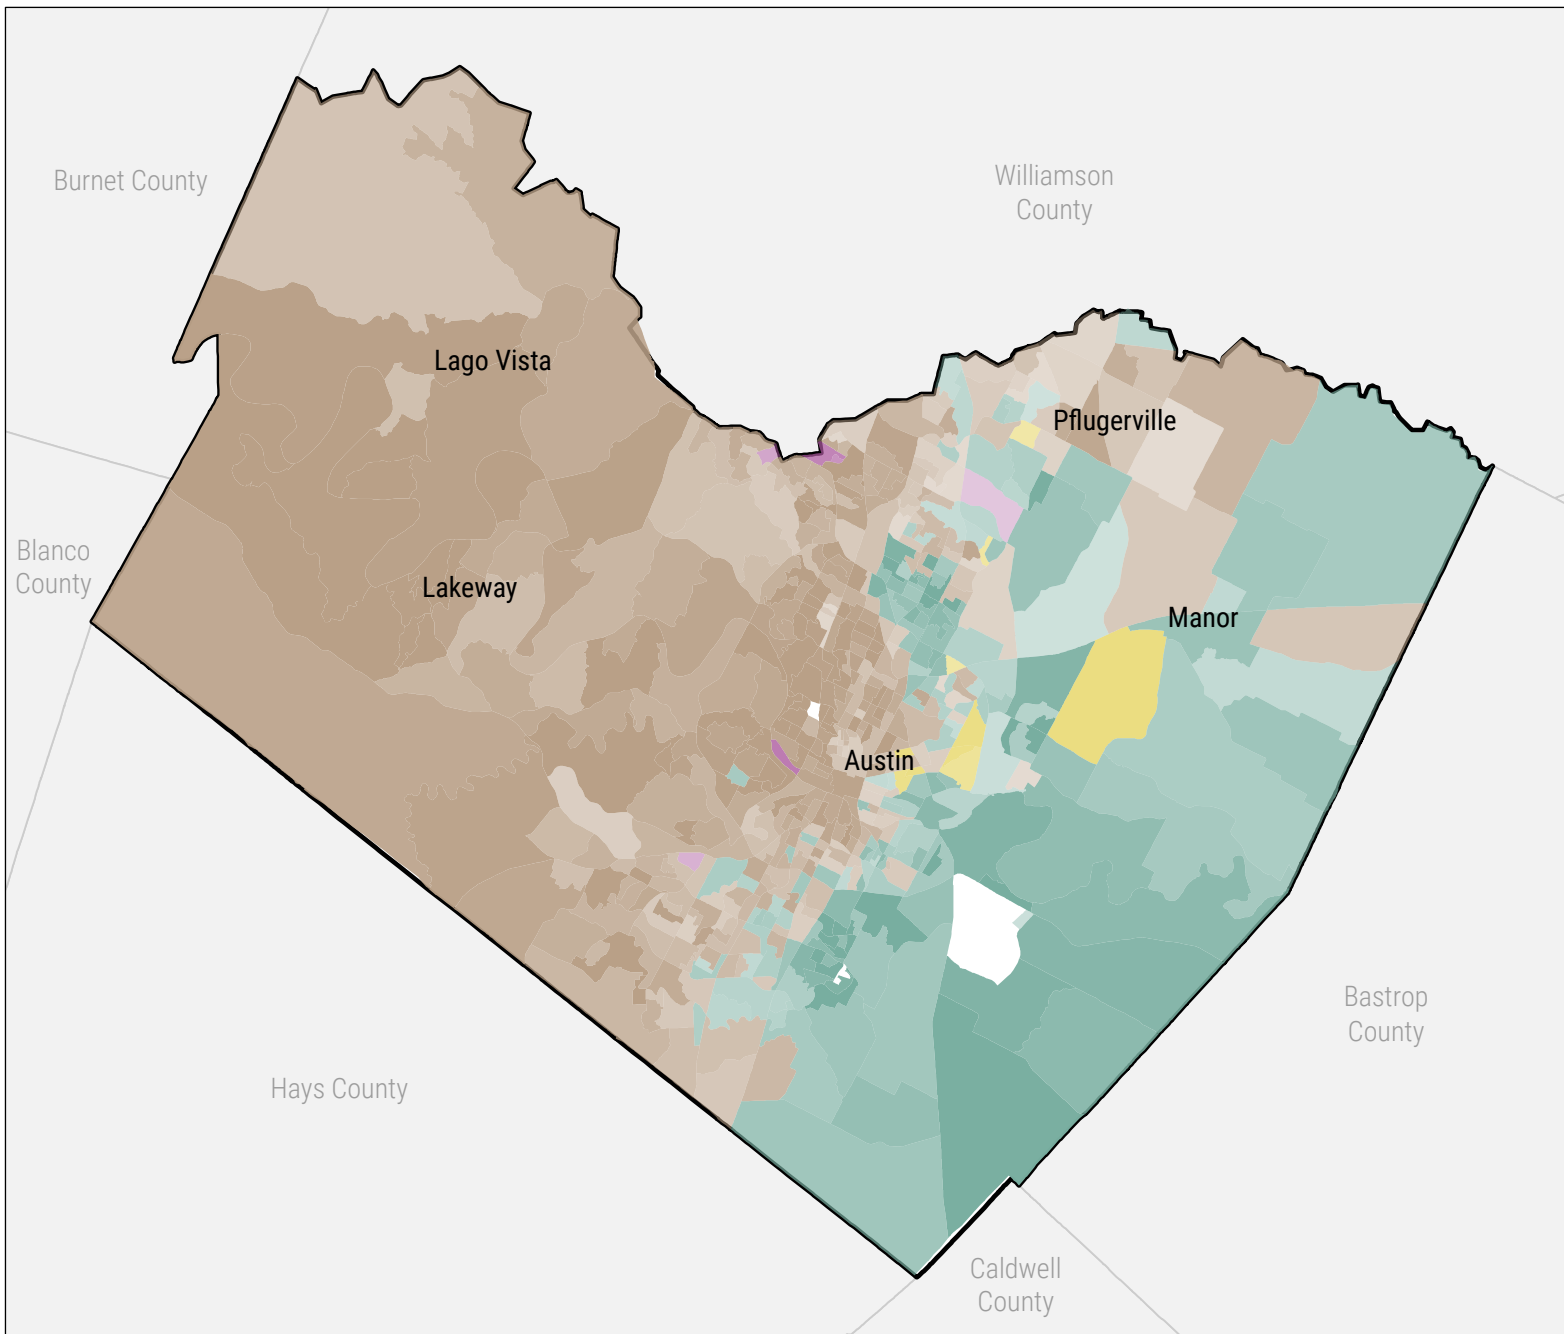 Burnet County
Williamson
County
Lago Vista
Pflugerville
Blanco
County
Lakeway
Manor
Austin
Bastrop
County
Hays County
Caldwell
County